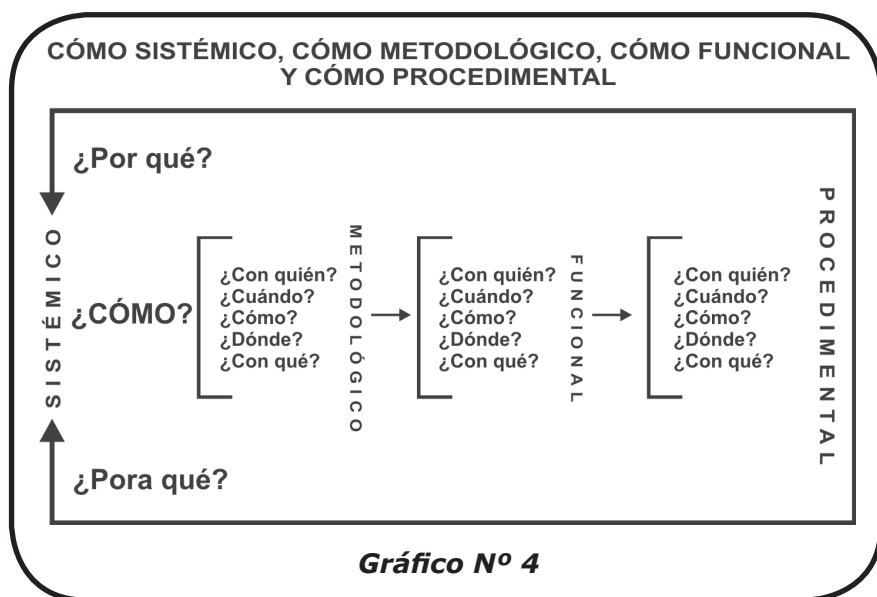 CÓMO SISTÉMICO, CÓMO METODOLÓGICO, CÓMO FUNCIONAL
Y CÓMO PROCEDIMENTAL
¿Por qué?
SISTÉMICO
¿CÓMO?
¿Con quién?
¿Cuándo?
¿Cómo?
¿Dónde?
¿Con qué?
METODOLÓGICO
¿Con quién?
¿Cuándo?
¿Cómo?
¿Dónde?
¿Con qué?
FUNCIONAL
¿Con quién?
¿Cuándo?
¿Cómo?
¿Dónde?
¿Con qué?
PROCEDIMENTAL
¿Pora qué?
Gráfico Nº 4